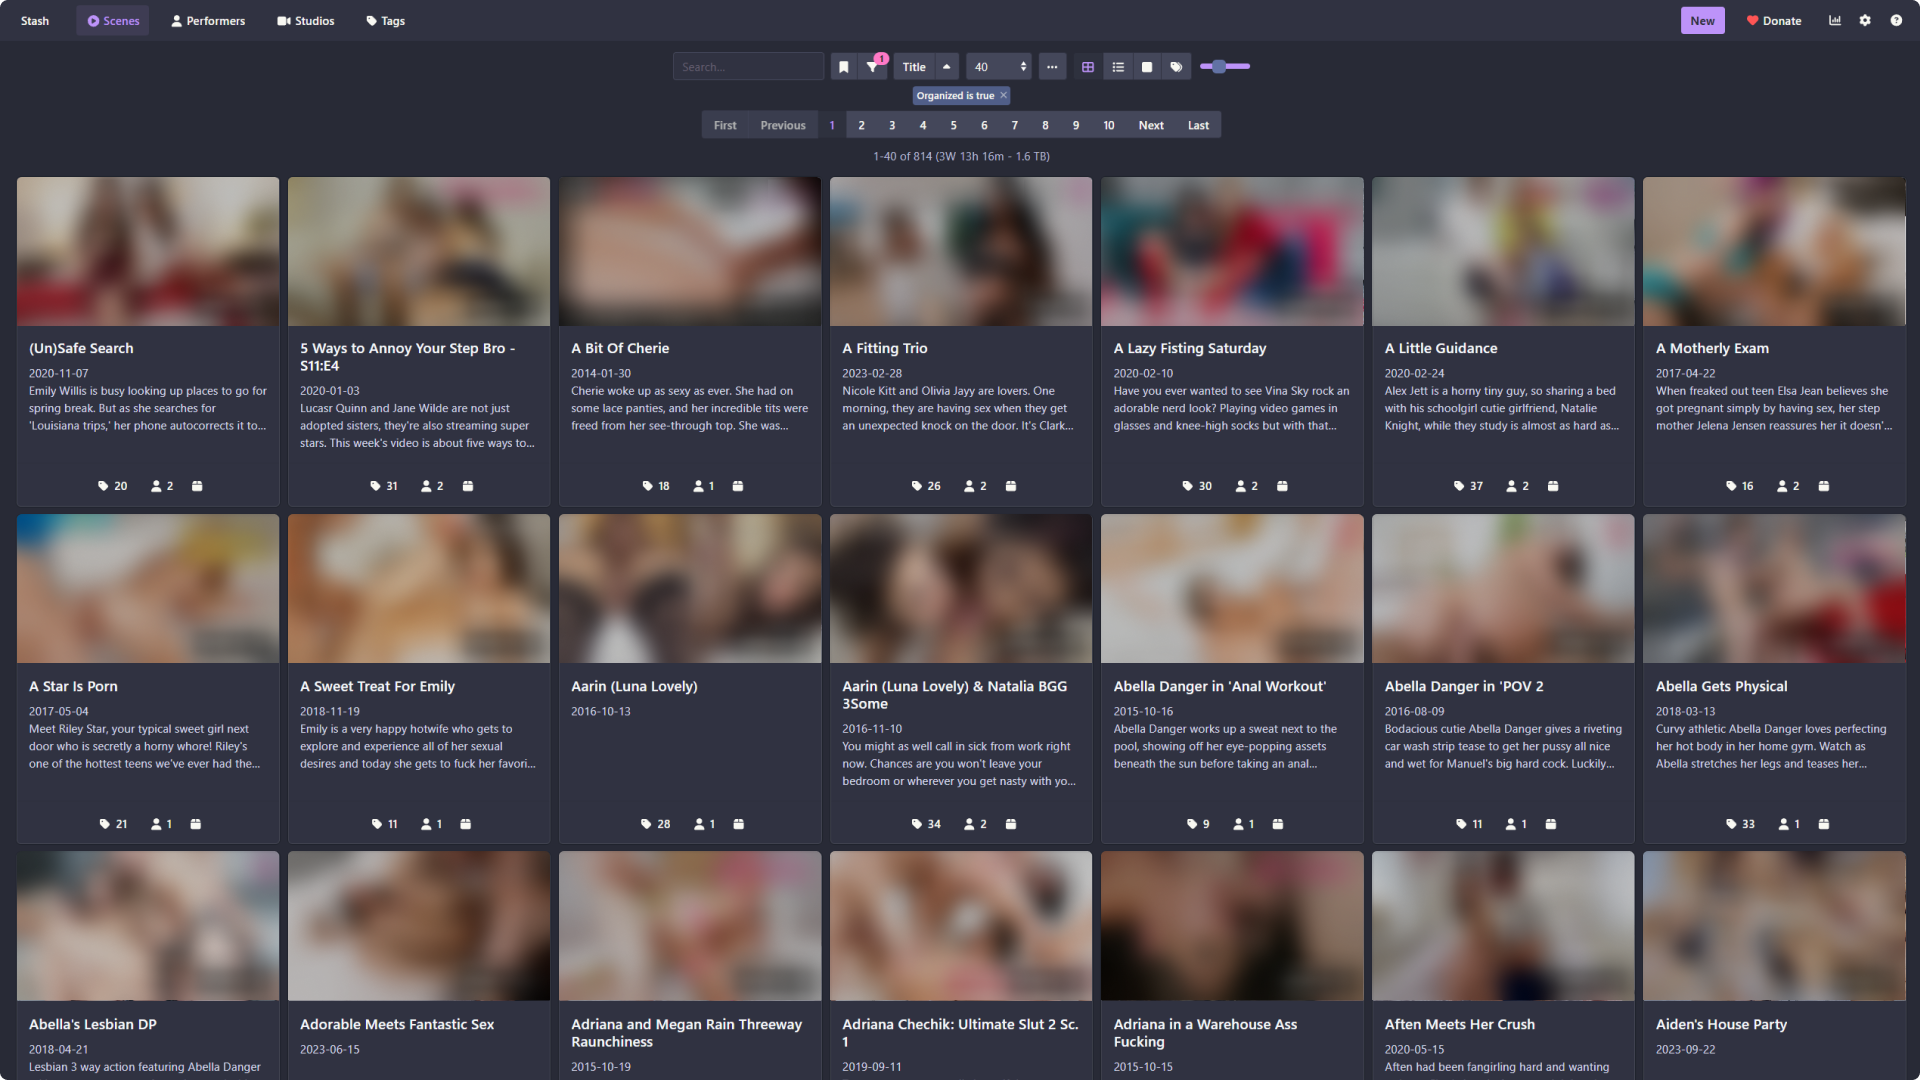 Stash
Scenes
Performers
Studios
Tags
New
Donate
Search...
1
Title
40
Organized is true
First Previous 1 2 3 4 5 6 7 8 9 10 Next Last
1-40 of 814 (3W 13h 16m - 1.6 TB)
(Un)Safe Search
2020-11-07
Emily Willis is busy looking up places to go for
spring break. But as she searches for
'Louisiana trips,' her phone autocorrects it to...
20 2
5 Ways to Annoy Your Step Bro -
S11:E4
2020-01-03
Lucasr Quinn and Jane Wilde are not just
adopted sisters, they're also streaming super
stars. This week's video is about five ways to...
31 2
A Bit Of Cherie
2014-01-30
Cherie woke up as sexy as ever. She had on
some lace panties, and her incredible tits were
freed from her see-through top. She was...
18 1
A Fitting Trio
2023-02-28
Nicole Kitt and Olivia Jayy are lovers. One
morning, they are having sex when they get
an unexpected knock on the door. It's Clark...
26 2
A Lazy Fisting Saturday
2020-02-10
Have you ever wanted to see Vina Sky rock an
adorable nerd look? Playing video games in
glasses and knee-high socks but with that...
30 2
A Little Guidance
2020-02-24
Alex Jett is a horny tiny guy, so sharing a bed
with his schoolgirl cutie girlfriend, Natalie
Knight, while they study is almost as hard as...
37 2
A Motherly Exam
2017-04-22
When freaked out teen Elsa Jean believes she
got pregnant simply by having sex, her step
mother Jelena Jensen reassures her it doesn'...
16 2
A Star Is Porn
2017-05-04
Meet Riley Star, your typical sweet girl next
door who is secretly a horny whore! Riley's
one of the hottest teens we've ever had the...
21 1
A Sweet Treat For Emily
2018-11-19
Emily is a very happy hotwife who gets to
explore and experience all of her sexual
desires and today she gets to fuck her favori...
11 1
Aarin (Luna Lovely)
2016-10-13
28 1
Aarin (Luna Lovely) & Natalia BGG
3Some
2016-11-10
You might as well call in sick from work right
now. Chances are you won't leave your
bedroom or wherever you get nasty with yo...
34 2
Abella Danger in 'Anal Workout'
2015-10-16
Abella Danger works up a sweat next to the
pool, showing off her eye-popping assets
beneath the sun before taking an anal...
9 1
Abella Danger in 'POV 2
2016-08-09
Bodacious cutie Abella Danger gives a riveting
car wash strip tease to get her pussy all nice
and wet for Manuel's big hard cock. Luckily...
11 1
Abella Gets Physical
2018-03-13
Curvy athletic Abella Danger loves perfecting
her hot body in her home gym. Watch as
Abella stretches her legs and teases her...
33 1
Abella's Lesbian DP
2018-04-21
Lesbian 3 way action featuring Abella Danger
Adorable Meets Fantastic Sex
2023-06-15
Adriana and Megan Rain Threeway
Raunchiness
2015-10-19
Adriana Chechik: Ultimate Slut 2 Sc.
1
2019-09-11
Adriana in a Warehouse Ass
Fucking
2015-10-15
Aften Meets Her Crush
2020-05-15
Aften had been fangirling hard and wanting
Aiden's House Party
2023-09-22